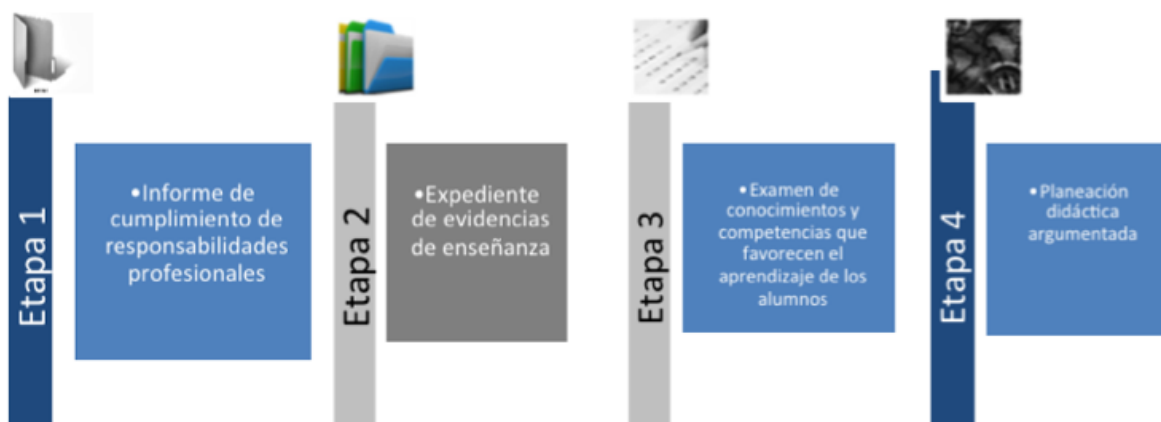 Etapa 1
•Informe de
cumplimiento de
responsabilidades
profesionales
Etapa 2
•Expediente
de evidencias
de enseñanza
Etapa 3
•Examen de
conocimientos y
competencias que
favorecen el
aprendizaje de los
alumnos
Etapa 4
•Planeación
didáctica
argumentada